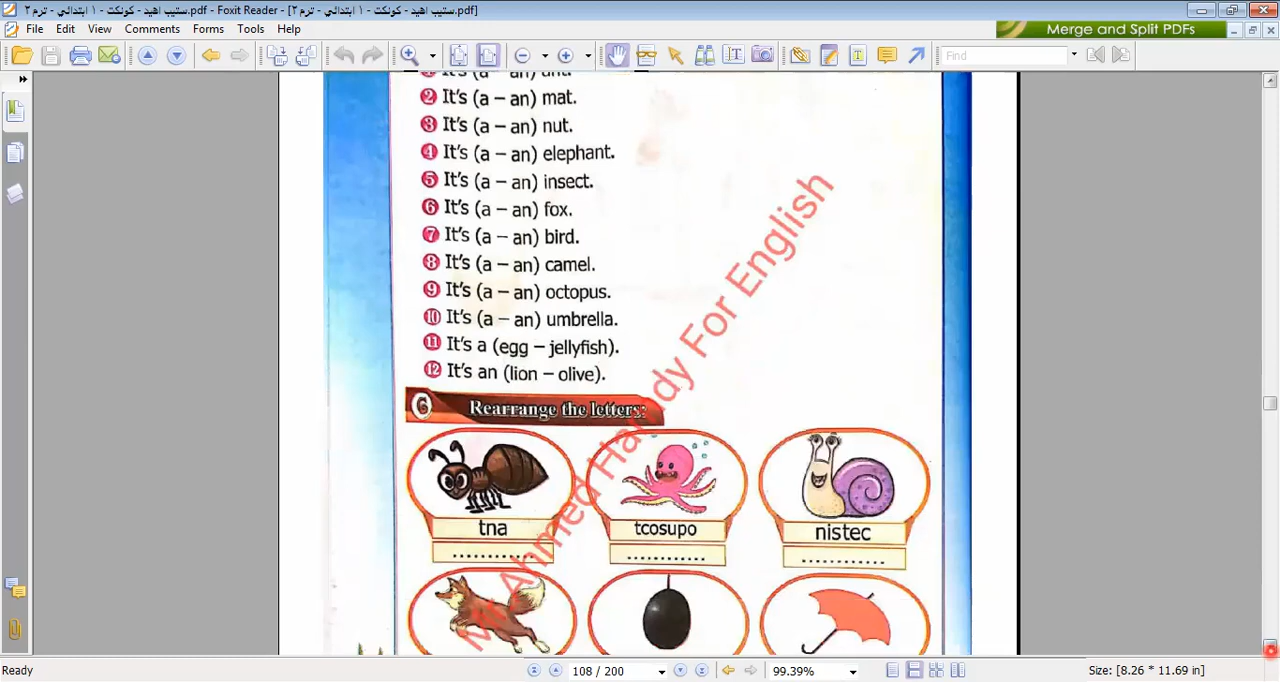 ستيب اهيد - كونكت - ١ ابتدائي - ترم ٢.pdf - Foxit Reader - [ستيب اهيد - كونكت - ١ ابتدائي - ترم ٢.pdf]
File Edit View Comments Forms Tools Help
Merge and Split PDFs
Find
② It's (a – an) mat.
③ It's (a – an) nut.
④ It's (a – an) elephant.
⑤ It's (a – an) insect.
⑥ It's (a – an) fox.
⑦ It's (a – an) bird.
⑧ It's (a – an) camel.
⑨ It's (a – an) octopus.
⑩ It's (a – an) umbrella.
⑪ It's a (egg – jellyfish).
⑫ It's an (lion – olive).
6 Rearrange the letters:
tna tcosupo nistec
........... ........... ...........
Mr Ahmed Hamdy For English
Ready 108 / 200 99.39% Size: [8.26 * 11.69 in]